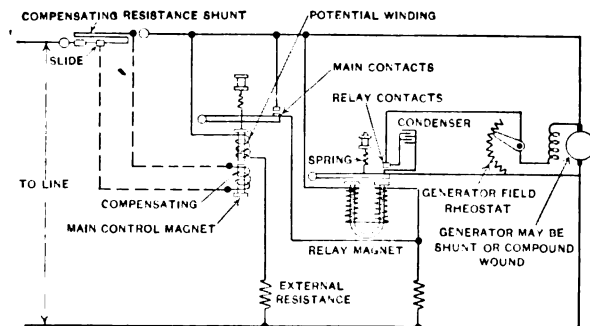 COMPENSATING RESISTANCE SHUNT
POTENTIAL WINDING
SLIDE
MAIN CONTACTS
RELAY CONTACTS
CONDENSER
SPRING
TO LINE
COMPENSATING
MAIN CONTROL MAGNET
GENERATOR FIELD
RHEOSTAT
RELAY MAGNET
GENERATOR MAY BE
SHUNT OR COMPOUND
WOUND
EXTERNAL
RESISTANCE